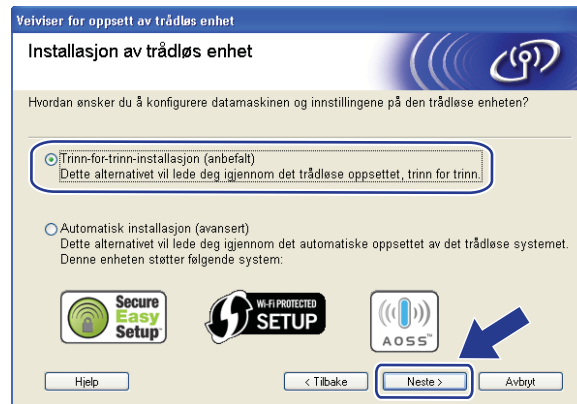 Veiviser for oppsett av trådløs enhet
Installasjon av trådløs enhet
Hvordan ønsker du å konfigurere datamaskinen og innstillingene på den trådløse enheten?
Trinn-for-trinn-installasjon (anbefalt)
Dette alternativet vil lede deg igjennom det trådløse oppsettet, trinn for trinn.
Automatisk installasjon (avansert)
Dette alternativet vil lede deg igjennom det automatiske oppsettet av det trådløse systemet.
Denne enheten støtter følgende system:
Secure
Easy
Setup
Wi-Fi PROTECTED
SETUP
AOSS™
Hjelp
< Tilbake
Neste >
Avbryt